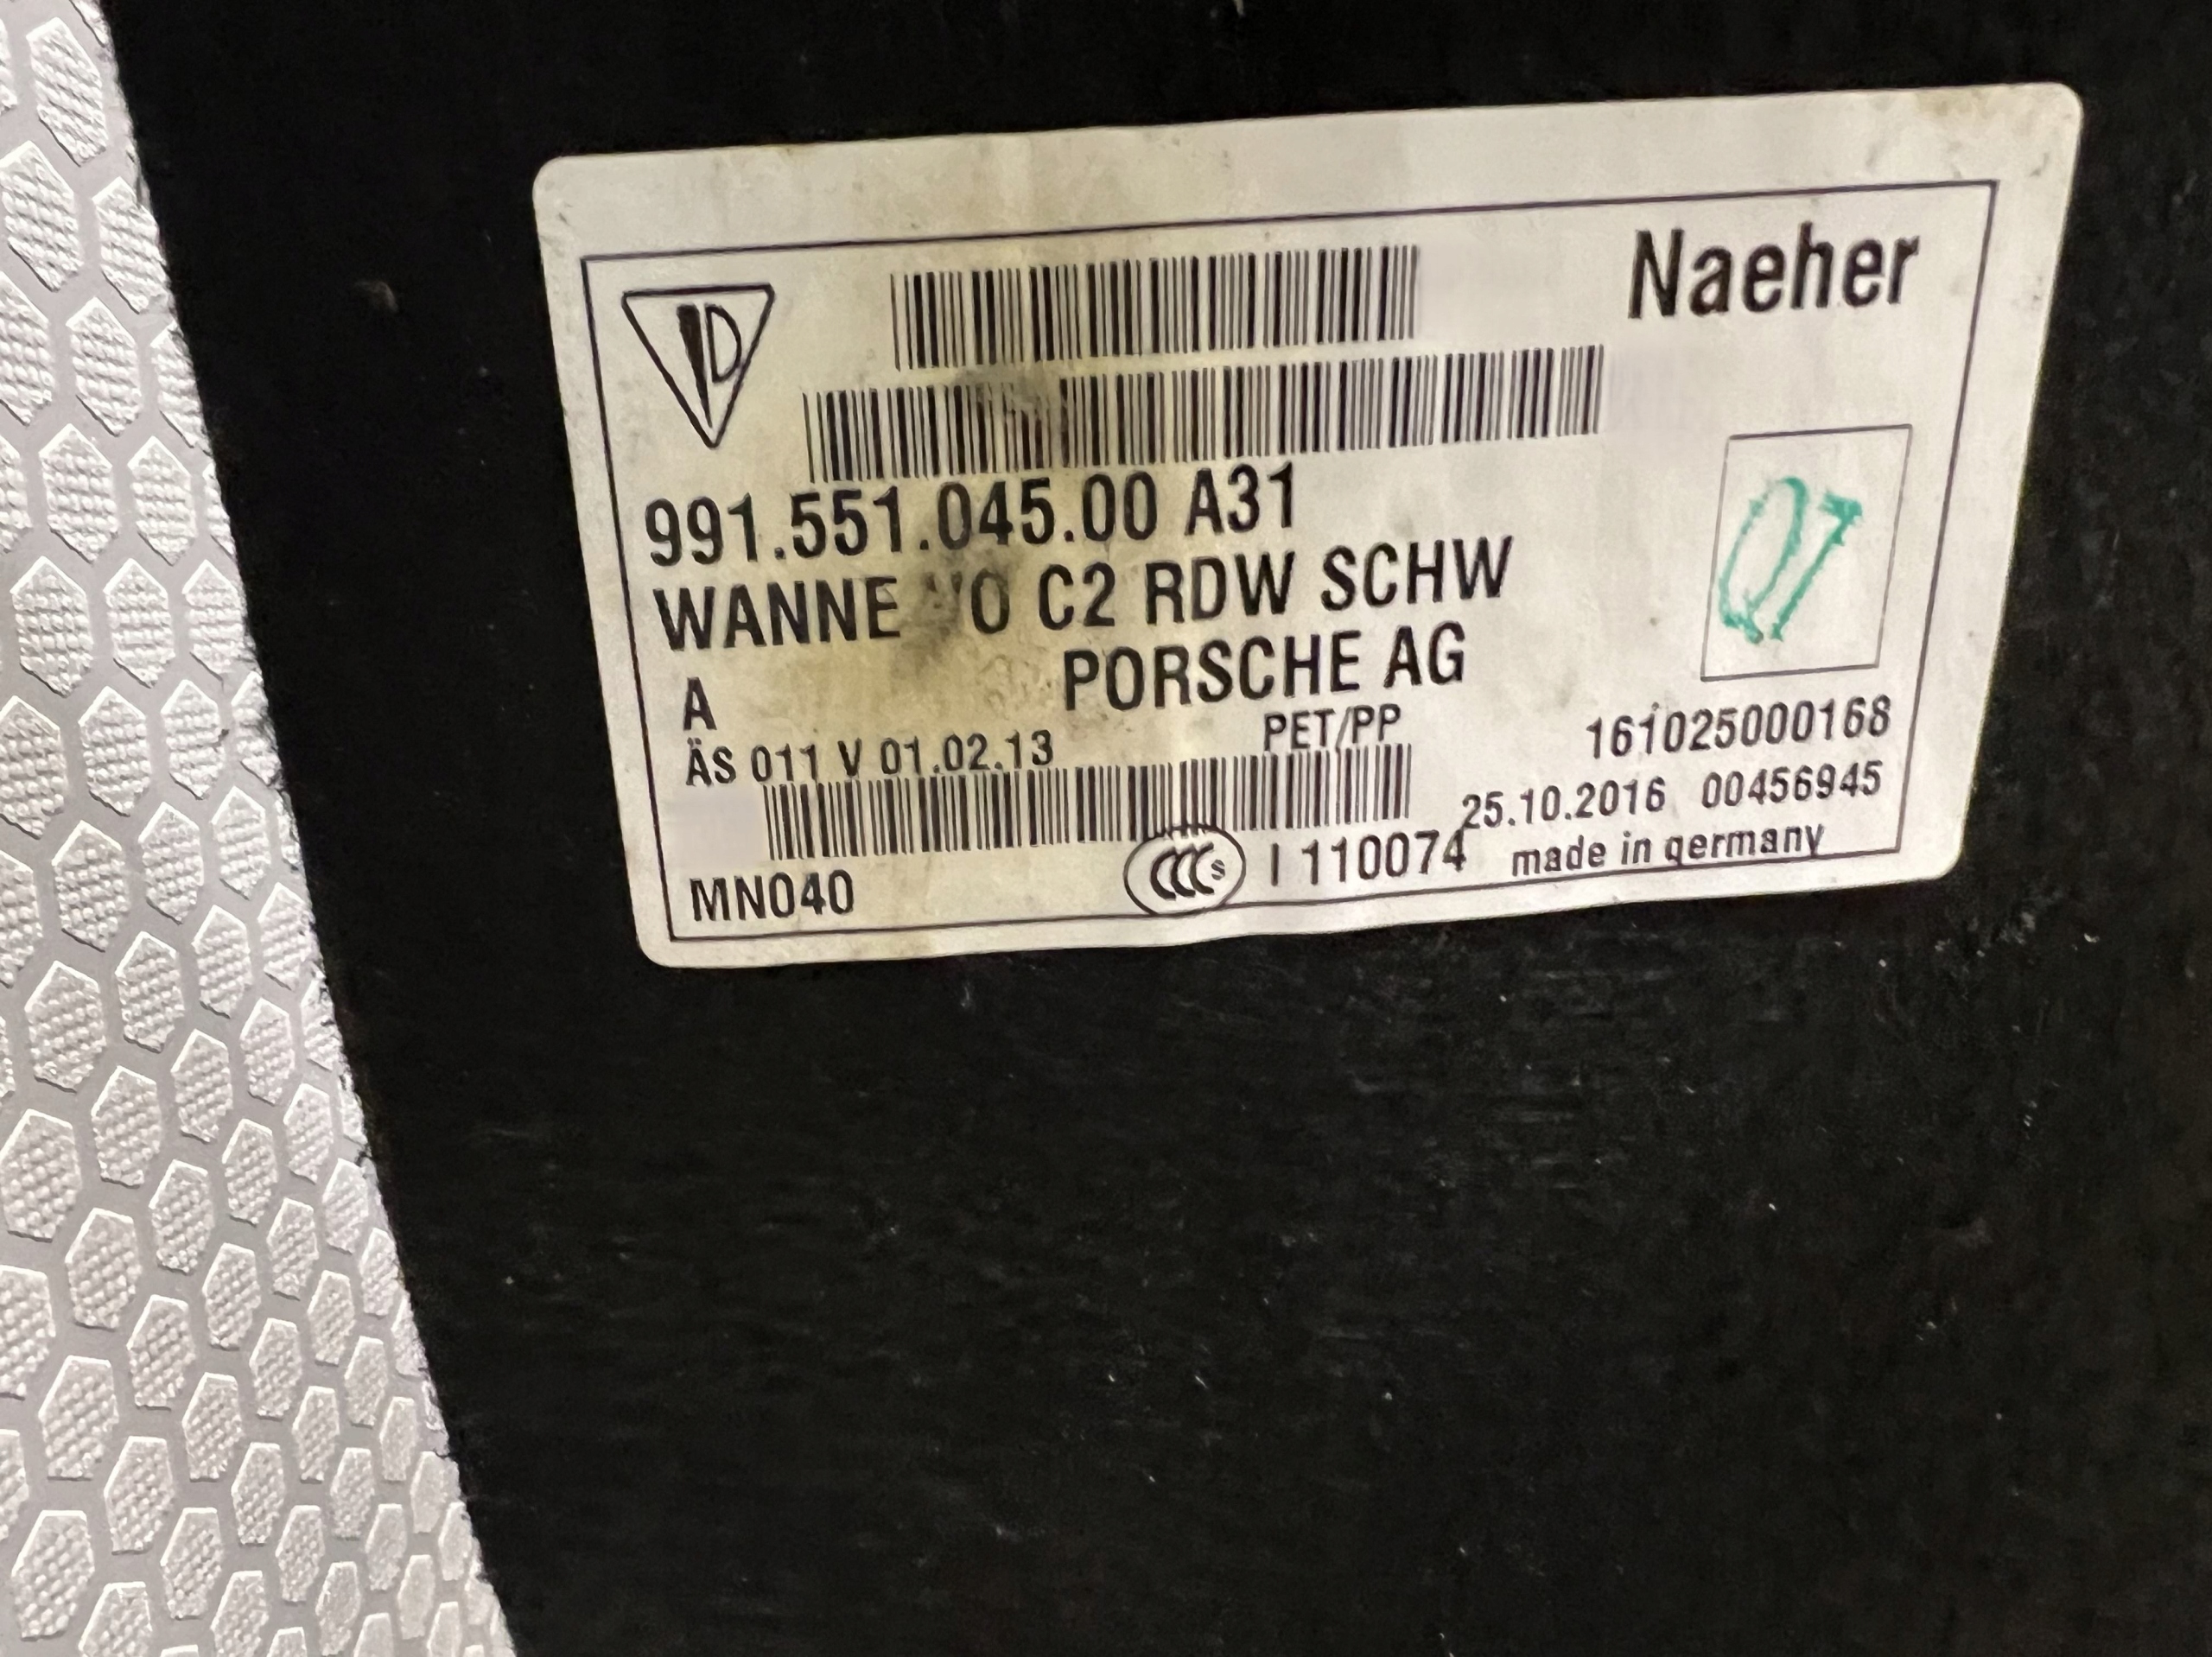 Naeher
991.551.045.00 A31
WANNE C2 RDW SCHW
A PORSCHE AG
ÄS 011 V 01.02.13 PET/PP 161025000168
25.10.2016 00456945
MN040 CCC S I 110074 made in germany